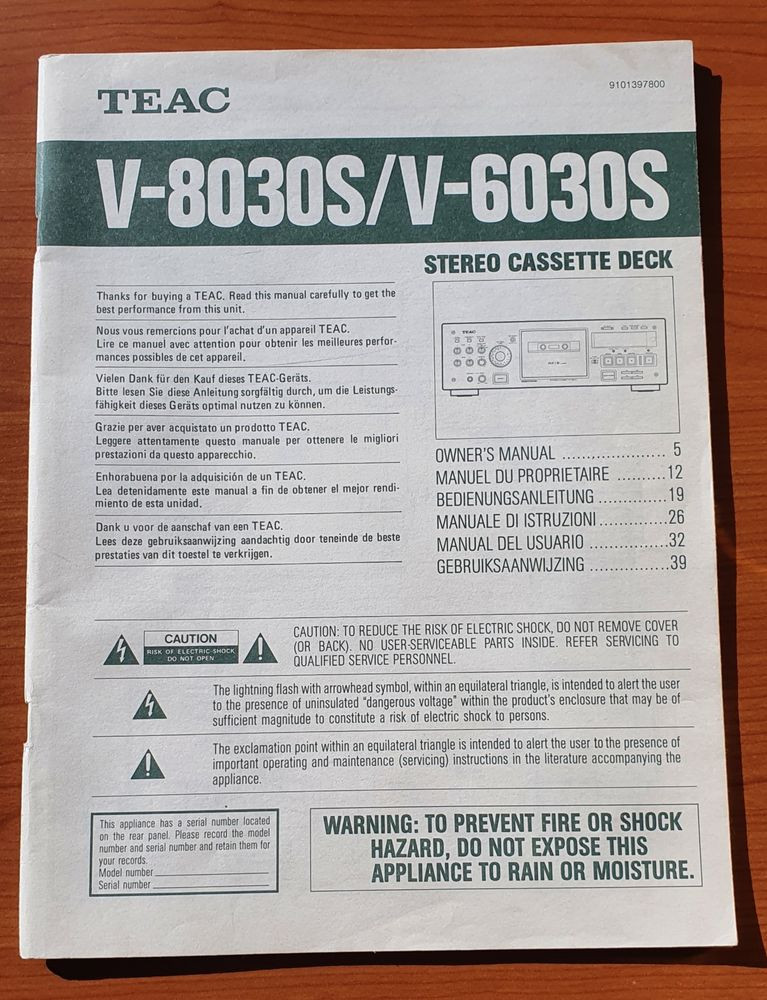 TEAC
9101397800
V-8030S/V-6030S
STEREO CASSETTE DECK
Thanks for buying a TEAC. Read this manual carefully to get the
best performance from this unit.
Nous vous remercions pour l'achat d'un appareil TEAC.
Lire ce manuel avec attention pour obtenir les meilleures perfor-
mances possibles de cet appareil.
Vielen Dank für den Kauf dieses TEAC-Geräts.
Bitte lesen Sie diese Anleitung sorgfältig durch, um die Leistungs-
fähigkeit dieses Geräts optimal nutzen zu können.
Grazie per aver acquistato un prodotto TEAC.
Leggere attentamente questo manuale per ottenere le migliori
prestazioni da questo apparecchio.
Enhorabuena por la adquisición de un TEAC.
Lea detenidamente este manual a fin de obtener el mejor rendi-
miento de esta unidad.
Dank u voor de aanschaf van een TEAC.
Lees deze gebruiksaanwijzing aandachtig door teneinde de beste
prestaties van dit toestel te verkrijgen.
TEAC
OWNER'S MANUAL ..................... 5
MANUEL DU PROPRIETAIRE ..........12
BEDIENUNGSANLEITUNG ..............19
MANUALE DI ISTRUZIONI..............26
MANUAL DEL USUARIO ................32
GEBRUIKSAANWIJZING ................39
CAUTION
RISK OF ELECTRIC-SHOCK
DO NOT OPEN
CAUTION: TO REDUCE THE RISK OF ELECTRIC SHOCK, DO NOT REMOVE COVER
(OR BACK). NO USER-SERVICEABLE PARTS INSIDE. REFER SERVICING TO
QUALIFIED SERVICE PERSONNEL.
The lightning flash with arrowhead symbol, within an equilateral triangle, is intended to alert the user
to the presence of uninsulated "dangerous voltage" within the product's enclosure that may be of
sufficient magnitude to constitute a risk of electric shock to persons.
The exclamation point within an equilateral triangle is intended to alert the user to the presence of
important operating and maintenance (servicing) instructions in the literature accompanying the
appliance.
This appliance has a serial number located
on the rear panel. Please record the model
number and serial number and retain them for
your records.
Model number
Serial number
WARNING: TO PREVENT FIRE OR SHOCK
HAZARD, DO NOT EXPOSE THIS
APPLIANCE TO RAIN OR MOISTURE.